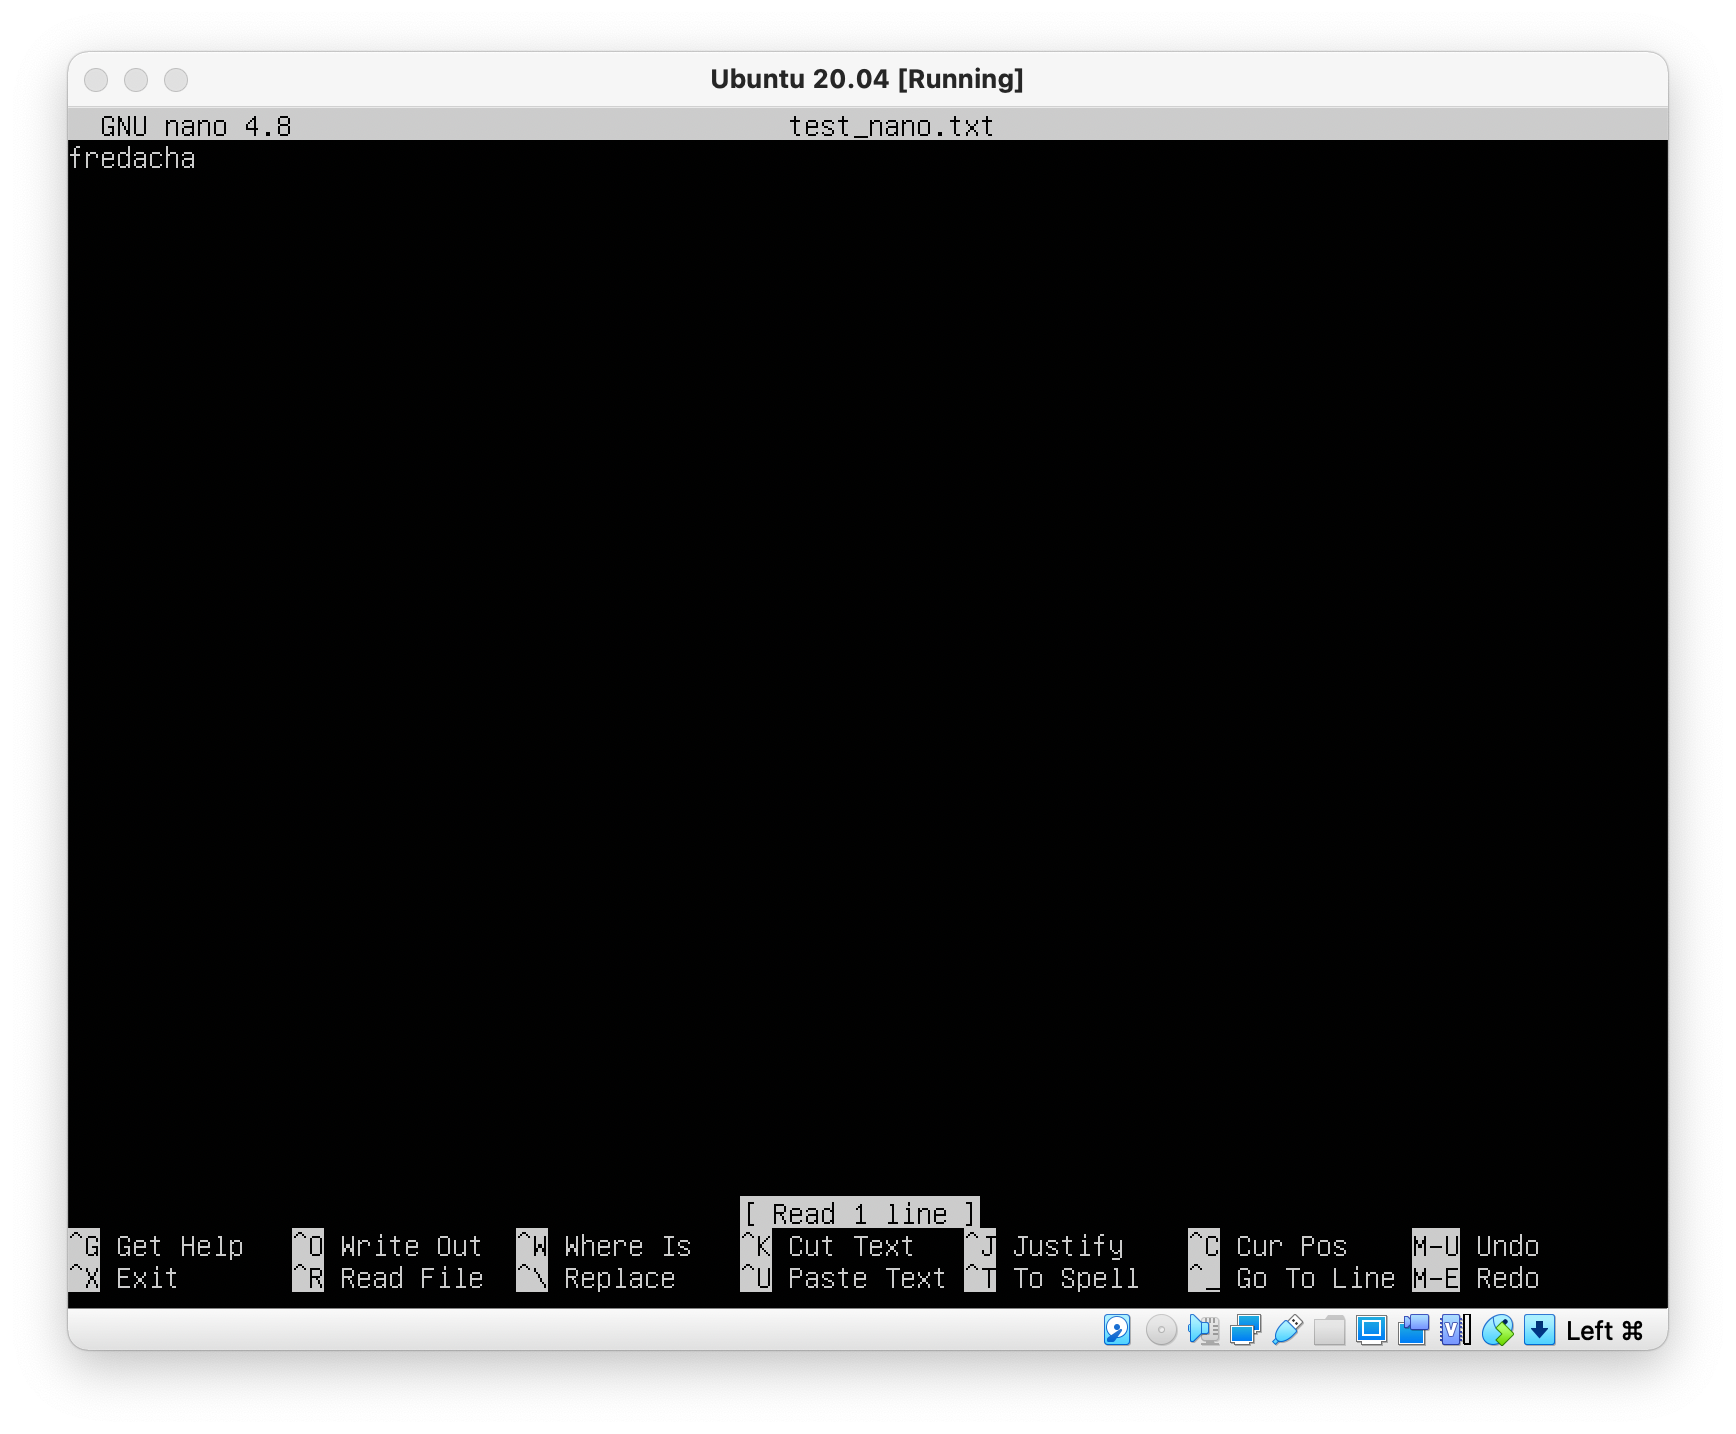 Ubuntu 20.04 [Running]
GNU nano 4.8 test_nano.txt
fredacha
[ Read 1 line ]
^G Get Help ^O Write Out ^W Where Is ^K Cut Text ^J Justify ^C Cur Pos M-U Undo
^X Exit ^R Read File ^\ Replace ^U Paste Text ^T To Spell ^_ Go To Line M-E Redo
Left ⌘